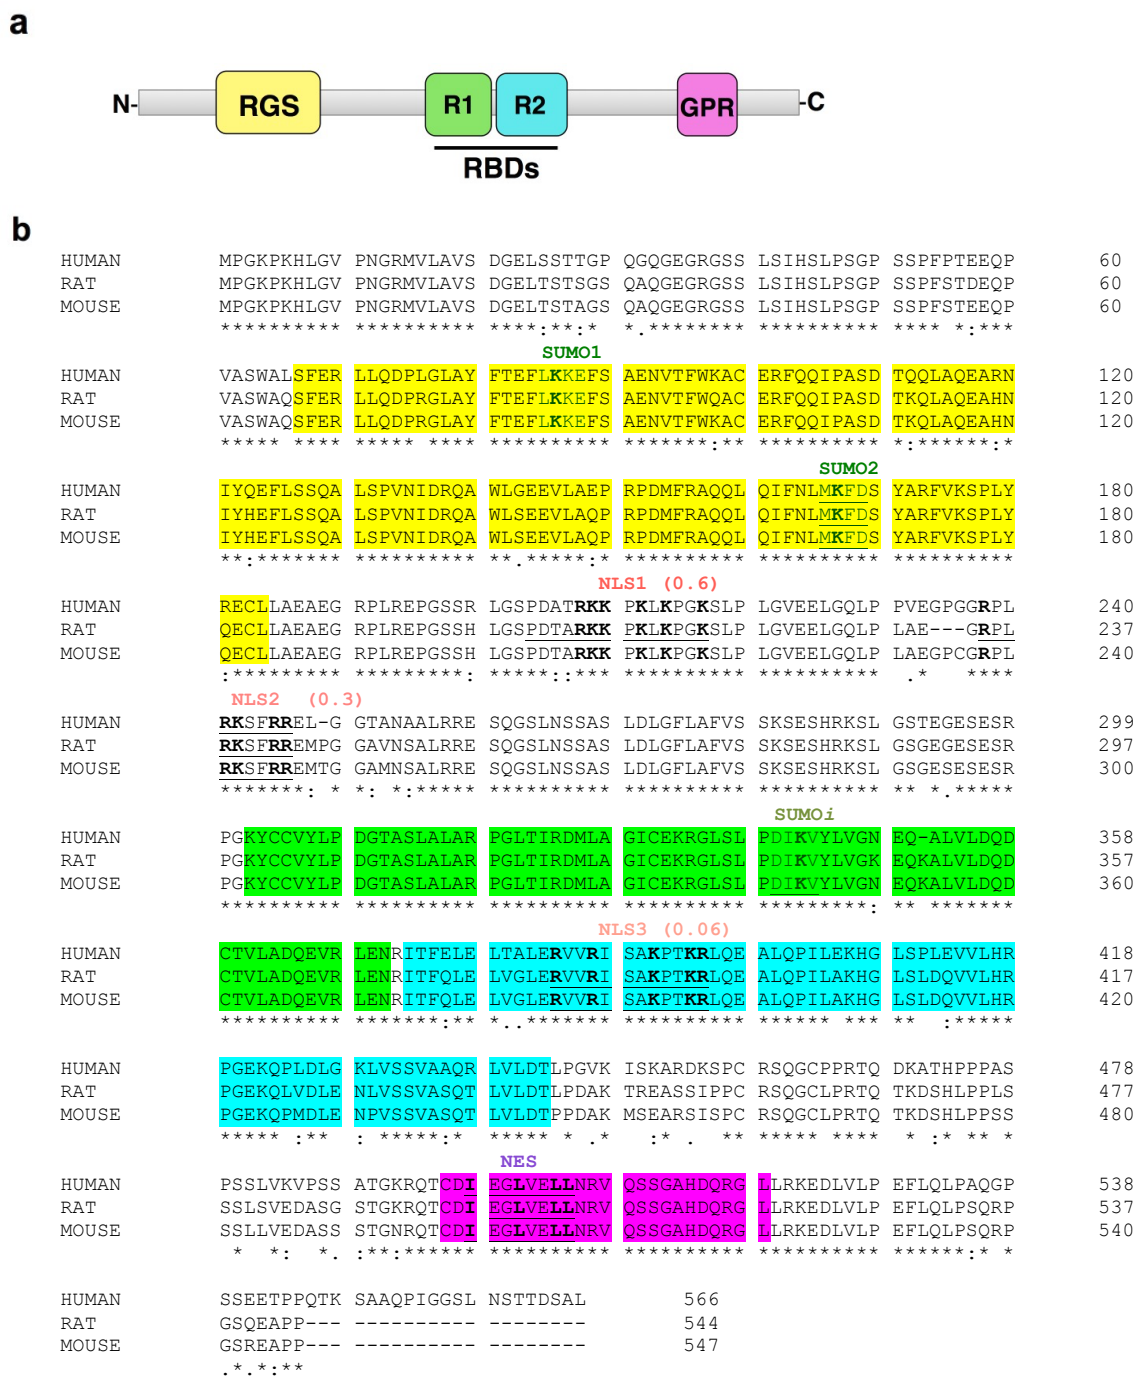 a
N- RGS R1 R2 GPR -C
RBDs
b
HUMAN MPGKPKHLGV PNGRMVLAVS DGELSSTTGP QGQGEGRGSS LSIHSLPSGP SSPFPTEEQP 60
RAT MPGKPKHLGV PNGRMVLAVS DGELTSTSGS QAQGEGRGSS LSIHSLPSGP SSPFSTDEQP 60
MOUSE MPGKPKHLGV PNGRMVLAVS DGELTSTAGS QAQGEGRGSS LSIHSLPSGP SSPFSTEEQP 60
********** ********** ****:**:* *.******** ********** **** *:***
SUMO1
HUMAN VASWALSFER LLQDPLGLAY FTEFLKKEFS AENVTFWKAC ERFQQIPASD TQQLAQEARN 120
RAT VASWAQSFER LLQDPRGLAY FTEFLKKEFS AENVTFWQAC ERFQQIPASD TKQLAQEAHN 120
MOUSE VASWAQSFER LLQDPRGLAY FTEFLKKEFS AENVTFWKAC ERFQQIPASD TKQLAQEAHN 120
***** **** ***** **** ********** *******:** ********** *:******:*
SUMO2
HUMAN IYQEFLSSQA LSPVNIDRQA WLGEEVLAEP RPDMFRAQQL QIFNLMKFDS YARFVKSPLY 180
RAT IYHEFLSSQA LSPVNIDRQA WLSEEVLAQP RPDMFRAQQL QIFNLMKFDS YARFVKSPLY 180
MOUSE IYHEFLSSQA LSPVNIDRQA WLSEEVLAQP RPDMFRAQQL QIFNLMKFDS YARFVKSPLY 180
**:******* ********** **.*****:* ********** ********** **********
NLS1 (0.6)
HUMAN RECLLAEAEG RPLREPGSSR LGSPDATRKK PKLKPGKSLP LGVEELGQLP PVEGPGGRPL 240
RAT QECLLAEAEG RPLREPGSSH LGSPDTARKK PKLKPGKSLP LGVEELGQLP LAE---GRPL 237
MOUSE QECLLAEAEG RPLREPGSSH LGSPDTARKK PKLKPGKSLP LGVEELGQLP LAEGPCGRPL 240
:********* *********: *****::*** ********** ********** .* ****
NLS2 (0.3)
HUMAN RKSFRREL-G GTANAALRRE SQGSLNSSAS LDLGFLAFVS SKSESHRKSL GSTEGESESR 299
RAT RKSFRREMPG GAVNSALRRE SQGSLNSSAS LDLGFLAFVS SKSESHRKSL GSGEGESESR 297
MOUSE RKSFRREMTG GAMNSALRRE SQGSLNSSAS LDLGFLAFVS SKSESHRKSL GSGESESESR 300
*******: * *: *:***** ********** ********** ********** ** *.*****
SUMOi
HUMAN PGKYCCVYLP DGTASLALAR PGLTIRDMLA GICEKRGLSL PDIKVYLVGN EQ-ALVLDQD 358
RAT PGKYCCVYLP DGTASLALAR PGLTIRDMLA GICEKRGLSL PDIKVYLVGK EQKALVLDQD 357
MOUSE PGKYCCVYLP DGTASLALAR PGLTIRDMLA GICEKRGLSL PDIKVYLVGN EQKALVLDQD 360
********** ********** ********** ********** *********: ** *******
NLS3 (0.06)
HUMAN CTVLADQEVR LENRITFELE LTALERVVRI SAKPTKRLQE ALQPILEKHG LSPLEVVLHR 418
RAT CTVLADQEVR LENRITFQLE LVGLERVVRI SAKPTKRLQE ALQPILAKHG LSLDQVVLHR 417
MOUSE CTVLADQEVR LENRITFQLE LVGLERVVRI SAKPTKRLQE ALQPILAKHG LSLDQVVLHR 420
********** *******:** *..******* ********** ****** *** ** :*****
HUMAN PGEKQPLDLG KLVSSVAAQR LVLDTLPGVK ISKARDKSPC RSQGCPPRTQ DKATHPPPAS 478
RAT PGEKQLVDLE NLVSSVASQT LVLDTLPDAK TREASSIPPC RSQGCLPRTQ TKDSHLPPLS 477
MOUSE PGEKQPMDLE NPVSSVASQT LVLDTPPDAK MSEARSISPC RSQGCLPRTQ TKDSHLPPSS 480
***** :** : *****:* ***** * .* :* . ** ***** **** * :* ** *
NES
HUMAN PSSLVKVPSS ATGKRQTCDI EGLVELLNRV QSSGAHDQRG LLRKEDLVLP EFLQLPAQGP 538
RAT SSLSVEDASG STGKRQTCDI EGLVELLNRV QSSGAHDQRG LLRKEDLVLP EFLQLPSQRP 537
MOUSE SSLLVEDASS STGNRQTCDI EGLVELLNRV QSSGAHDQRG LLRKEDLVLP EFLQLPSQRP 540
* *: *. :**:****** ********** ********** ********** ******:* *
HUMAN SSEETPPQTK SAAQPIGGSL NSTTDSAL 566
RAT GSQEAPP--- ---------- -------- 544
MOUSE GSREAPP--- ---------- -------- 547
.*.*:**